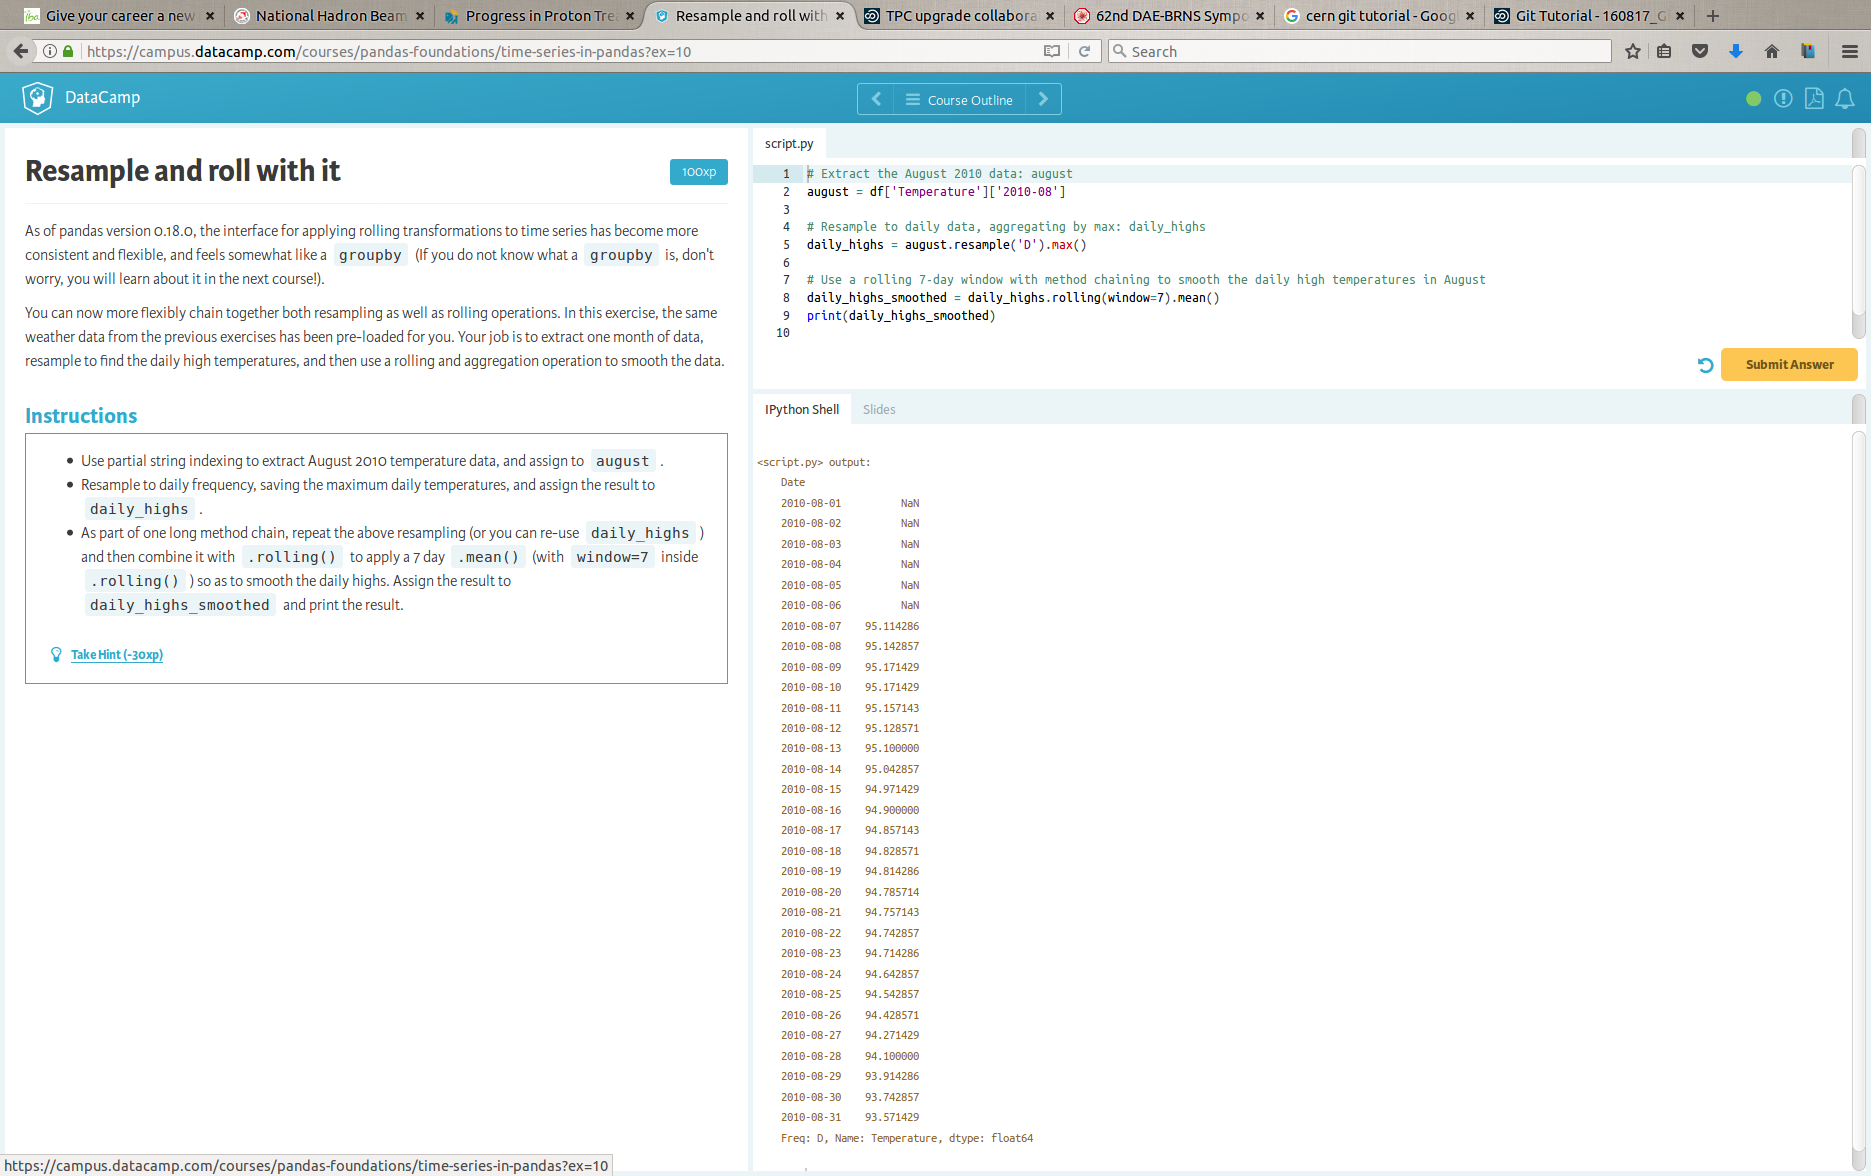 Give your career a new
National Hadron Beam
Progress in Proton Tre
Resample and roll with
TPC upgrade collabora
62nd DAE-BRNS Sympo
cern git tutorial - Goog
Git Tutorial - 160817_G
https://campus.datacamp.com/courses/pandas-foundations/time-series-in-pandas?ex=10
Search
DataCamp
Course Outline
Resample and roll with it
100xp
As of pandas version 0.18.0, the interface for applying rolling transformations to time series has become more
consistent and flexible, and feels somewhat like a groupby (If you do not know what a groupby is, don't
worry, you will learn about it in the next course!).
You can now more flexibly chain together both resampling as well as rolling operations. In this exercise, the same
weather data from the previous exercises has been pre-loaded for you. Your job is to extract one month of data,
resample to find the daily high temperatures, and then use a rolling and aggregation operation to smooth the data.
Instructions
• Use partial string indexing to extract August 2010 temperature data, and assign to august .
• Resample to daily frequency, saving the maximum daily temperatures, and assign the result to
daily_highs .
• As part of one long method chain, repeat the above resampling (or you can re-use daily_highs )
and then combine it with .rolling() to apply a 7 day .mean() (with window=7 inside
.rolling() ) so as to smooth the daily highs. Assign the result to
daily_highs_smoothed and print the result.
Take Hint (-30xp)
script.py
1 # Extract the August 2010 data: august
2 august = df['Temperature']['2010-08']
3
4 # Resample to daily data, aggregating by max: daily_highs
5 daily_highs = august.resample('D').max()
6
7 # Use a rolling 7-day window with method chaining to smooth the daily high temperatures in August
8 daily_highs_smoothed = daily_highs.rolling(window=7).mean()
9 print(daily_highs_smoothed)
10
Submit Answer
IPython Shell
Slides
<script.py> output:
Date
2010-08-01 NaN
2010-08-02 NaN
2010-08-03 NaN
2010-08-04 NaN
2010-08-05 NaN
2010-08-06 NaN
2010-08-07 95.114286
2010-08-08 95.142857
2010-08-09 95.171429
2010-08-10 95.171429
2010-08-11 95.157143
2010-08-12 95.128571
2010-08-13 95.100000
2010-08-14 95.042857
2010-08-15 94.971429
2010-08-16 94.900000
2010-08-17 94.857143
2010-08-18 94.828571
2010-08-19 94.814286
2010-08-20 94.785714
2010-08-21 94.757143
2010-08-22 94.742857
2010-08-23 94.714286
2010-08-24 94.642857
2010-08-25 94.542857
2010-08-26 94.428571
2010-08-27 94.271429
2010-08-28 94.100000
2010-08-29 93.914286
2010-08-30 93.742857
2010-08-31 93.571429
Freq: D, Name: Temperature, dtype: float64
https://campus.datacamp.com/courses/pandas-foundations/time-series-in-pandas?ex=10